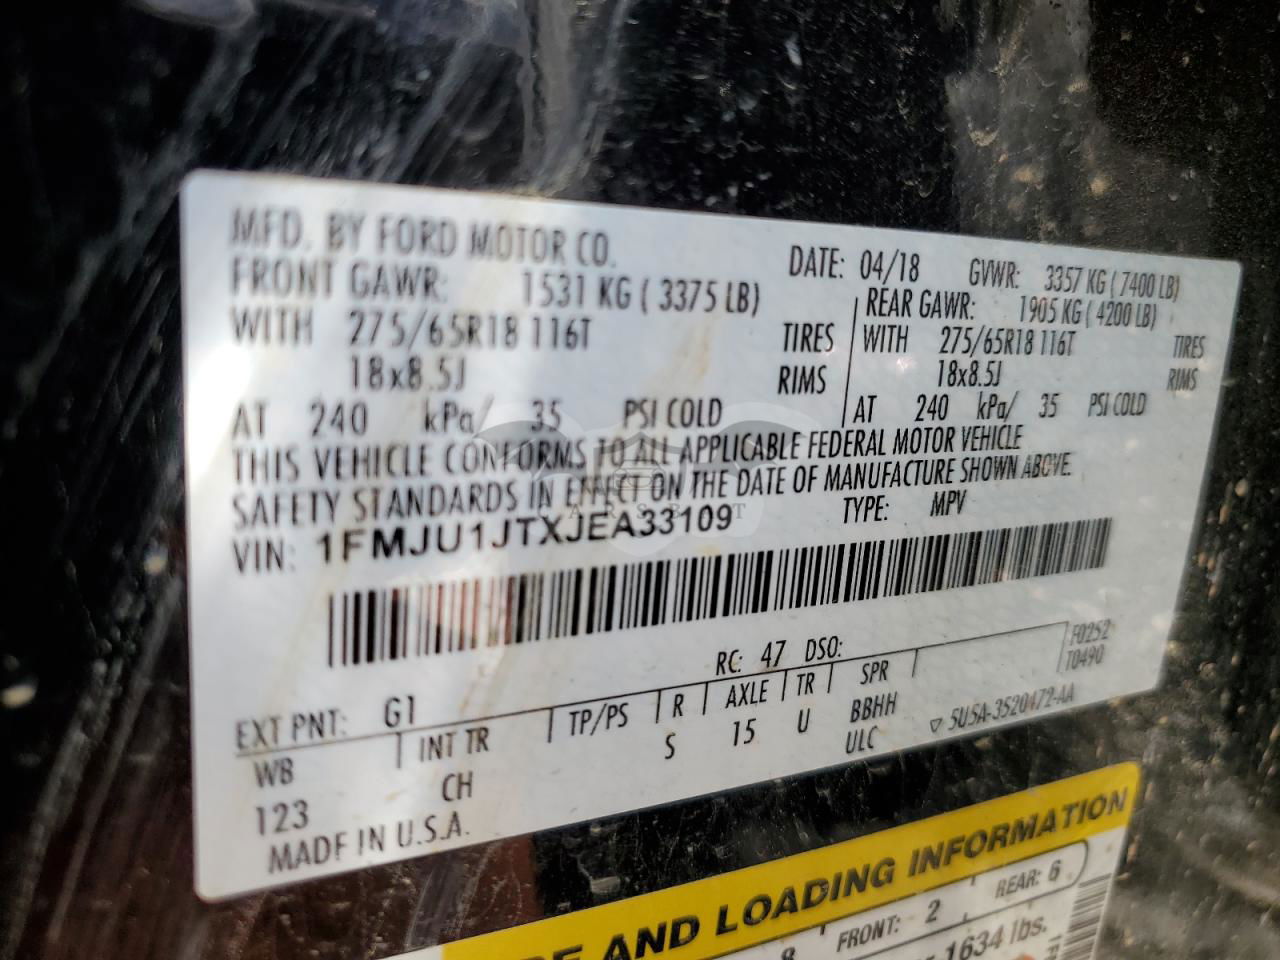 MFD. BY FORD MOTOR CO.
DATE: 04/18 GVWR: 3357 KG ( 7400 LB)
FRONT GAWR: 1531 KG ( 3375 LB)
REAR GAWR: 1905 KG ( 4200 LB)
WITH 275/65R18 116T TIRES
WITH 275/65R18 116T TIRES
18x8.5J RIMS
18x8.5J RIMS
AT 240 kPa/ 35 PSI COLD
AT 240 kPa/ 35 PSI COLD
THIS VEHICLE CONFORMS TO ALL APPLICABLE FEDERAL MOTOR VEHICLE
SAFETY STANDARDS IN EFFECT ON THE DATE OF MANUFACTURE SHOWN ABOVE.
VIN: 1FMJU1JTXJEA33109 TYPE: MPV
F0252
RC: 47 DSO: T0490
EXT PNT: G1
WB INT TR TP/PS R AXLE TR SPR
123 CH S 15 U BBHH
ULC 5U5A-3520472-AA
MADE IN U.S.A.
AND LOADING INFORMATION
8 FRONT: 2 REAR: 6
1634 lbs.